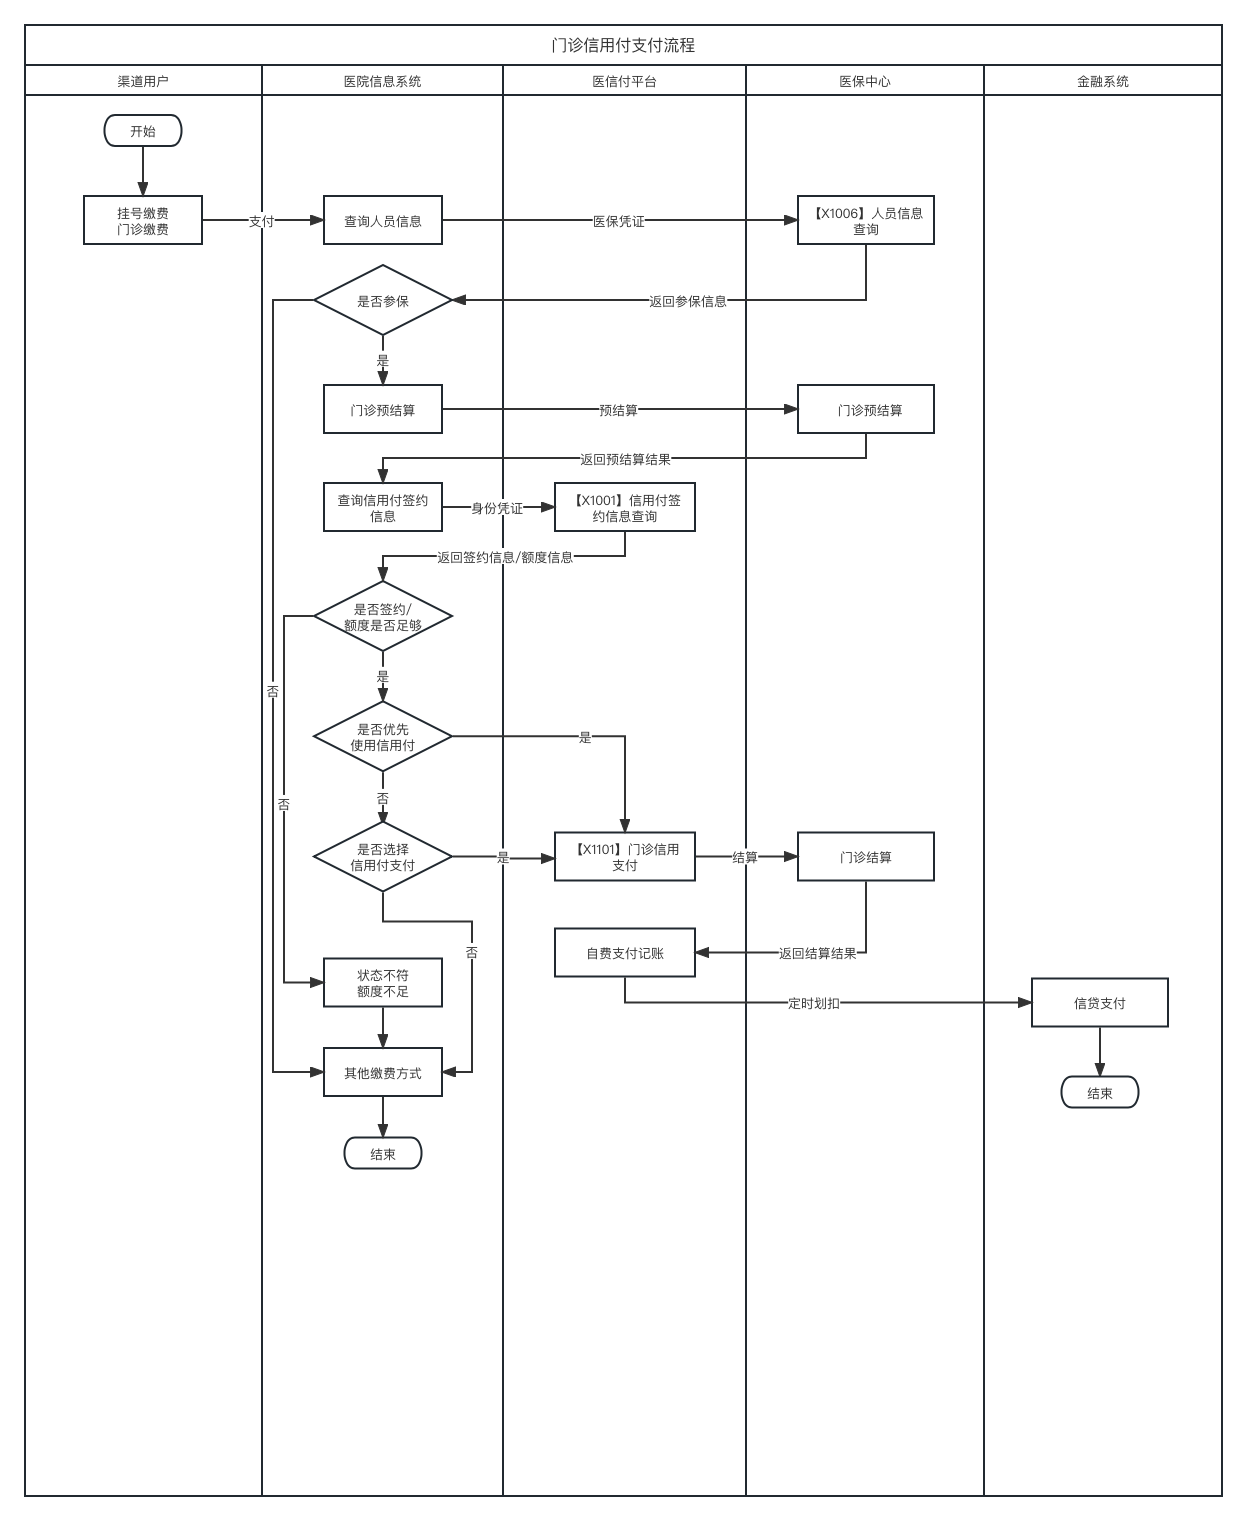 门诊信用付支付流程
渠道用户
医院信息系统
医信付平台
医保中心
金融系统
开始
挂号缴费
门诊缴费
支付
查询人员信息
医保凭证
【X1006】人员信息
查询
是否参保
返回参保信息
是
门诊预结算
预结算
门诊预结算
返回预结算结果
查询信用付签约
信息
身份凭证
【X1001】信用付签
约信息查询
返回签约信息/额度信息
是否签约/
额度是否足够
是
否
是否优先
使用信用付
是
否
否
是否选择
信用付支付
是
【X1101】门诊信用
支付
结算
门诊结算
否
自费支付记账
返回结算结果
状态不符
额度不足
定时划扣
信贷支付
其他缴费方式
结束
结束